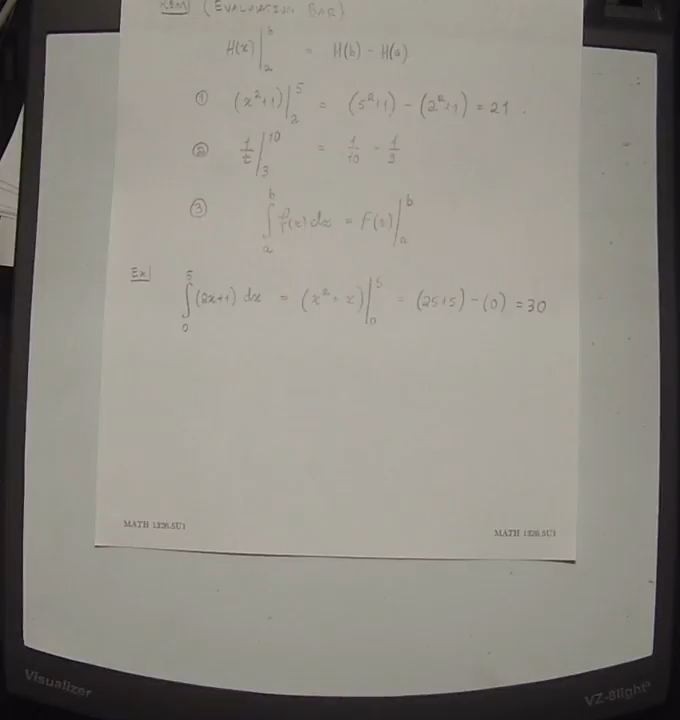 REM (EVALUATION BAR)
H(x) |_a^b = H(b) - H(a)
① (x²+1) |_2^5 = (5²+1) - (2²+1) = 21.
② 1/t |_3^10 = 1/10 - 1/3
③ ∫_a^b f(x) dx = F(x) |_a^b
Ex ∫_0^5 (2x+1) dx = (x² + x) |_0^5 = (25+5) - (0) = 30
MATH 1326.5U1 MATH 1326.5U1
Visualizer VZ-8light³